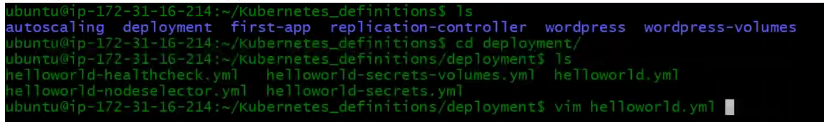 ubuntu@ip-172-31-16-214:~/Kubernetes_definitions$ ls
autoscaling  deployment  first-app  replication-controller  wordpress  wordpress-volumes
ubuntu@ip-172-31-16-214:~/Kubernetes_definitions$ cd deployment/
ubuntu@ip-172-31-16-214:~/Kubernetes_definitions/deployment$ ls
helloworld-healthcheck.yml  helloworld-secrets-volumes.yml  helloworld.yml
helloworld-nodeselector.yml  helloworld-secrets.yml
ubuntu@ip-172-31-16-214:~/Kubernetes_definitions/deployment$ vim helloworld.yml